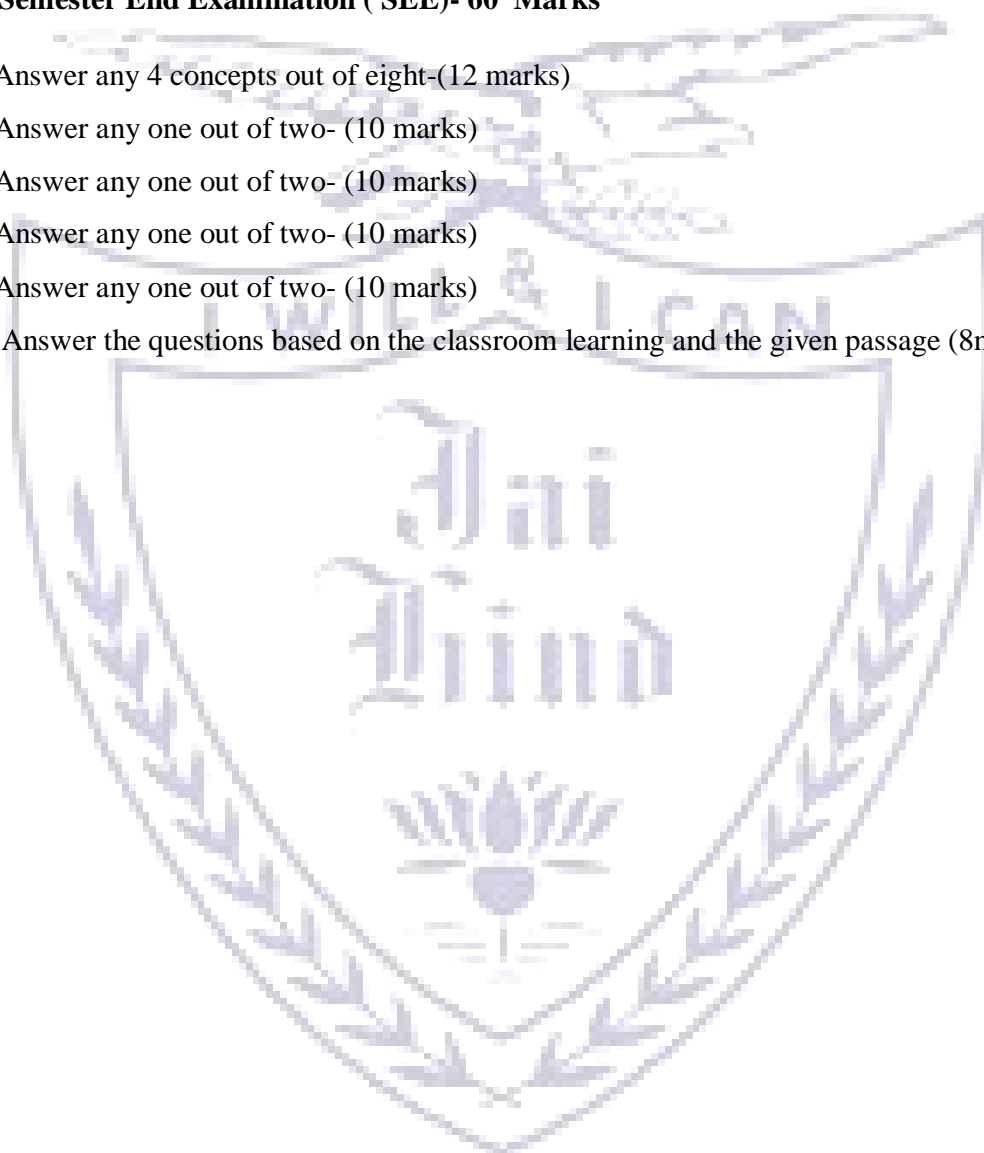 Semester End Examination ( SEE)- 60 Marks
Answer any 4 concepts out of eight-(12 marks)
Answer any one out of two- (10 marks)
Answer any one out of two- (10 marks)
Answer any one out of two- (10 marks)
Answer any one out of two- (10 marks)
Answer the questions based on the classroom learning and the given passage
I WILL & I CAN
Jai
Hind